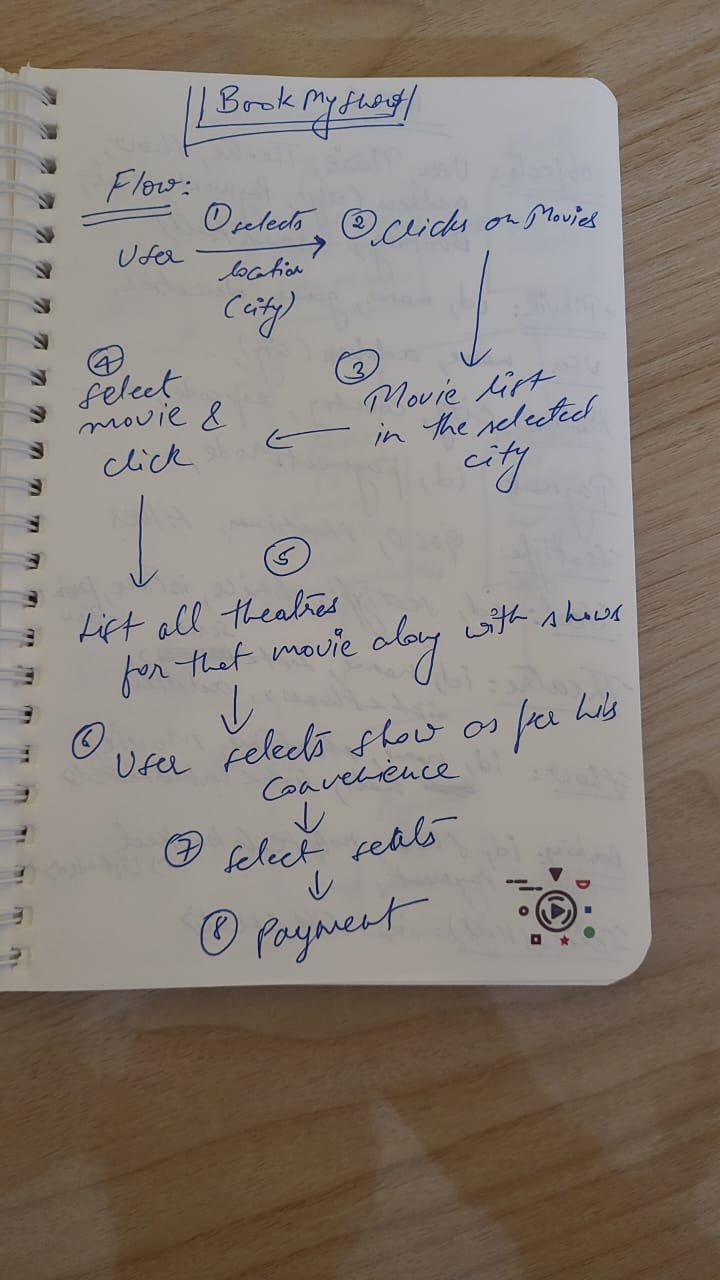 BookMyShow
Flow:
User ① selects
location
(city)
② Clicks on Movies
③ Movie list
in the selected
city
④
select
movie &
click
⑤
List all theatres
for that movie along with shows
⑥ User selects show as per his
Convenience
⑦ select seats
⑧ Payment